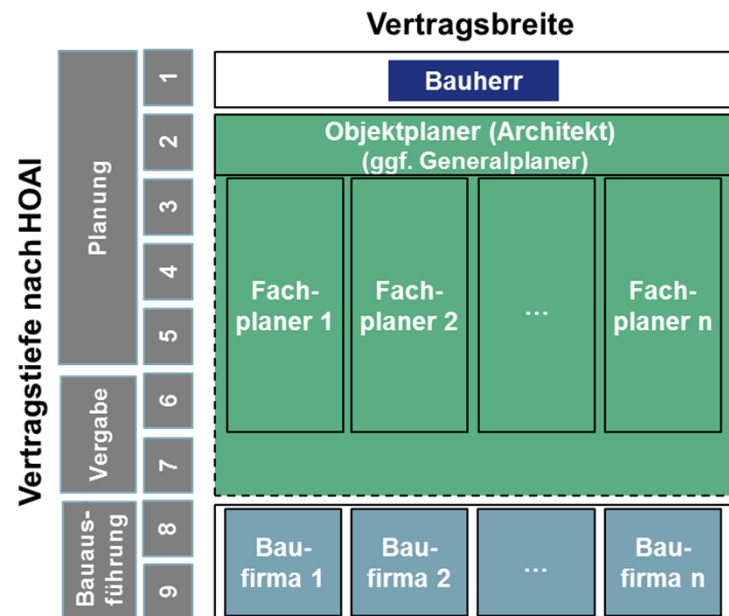 Vertragsbreite
Vertragstiefe nach HOAI
Planung
Vergabe
Bauaus-
führung
1
2
3
4
5
6
7
8
9
Bauherr
Objektplaner (Architekt)
(ggf. Generalplaner)
Fach-
planer 1
Fach-
planer 2
...
Fach-
planer n
Bau-
firma 1
Bau-
firma 2
...
Bau-
firma n